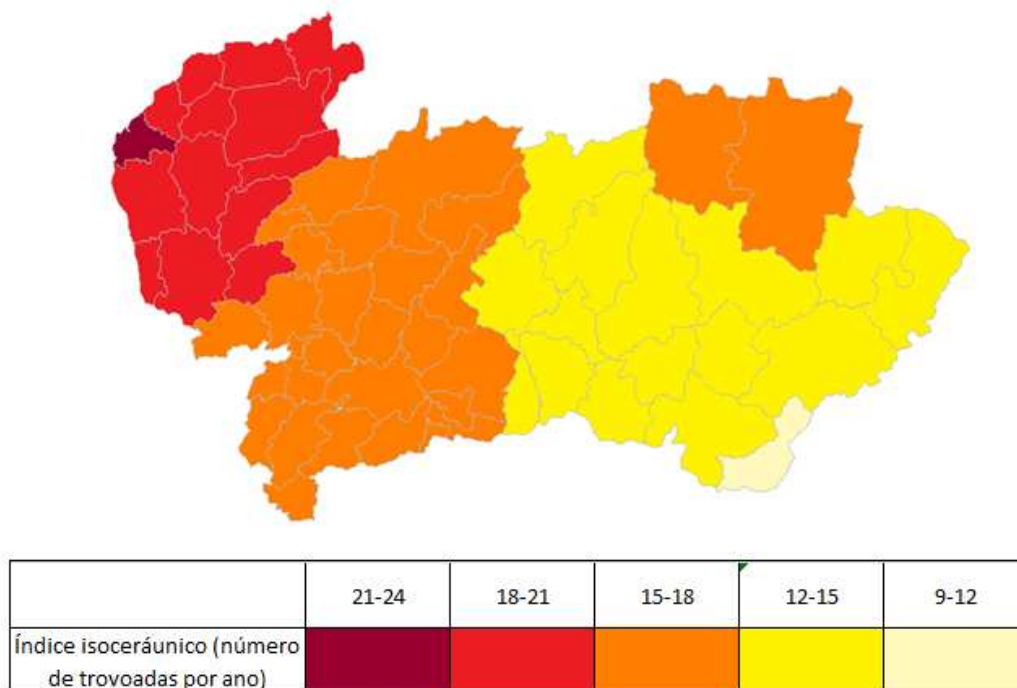 21-24 18-21 15-18 12-15 9-12
Índice isoceráunico (número
de trovoadas por ano)